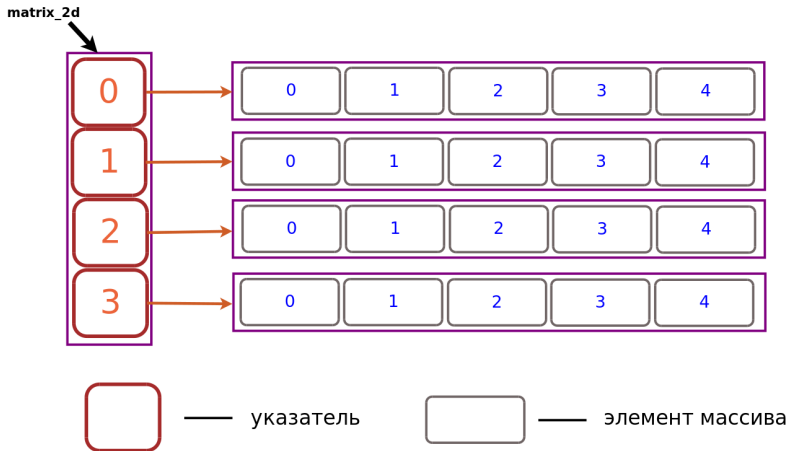 matrix_2d
0 0 1 2 3 4
1 0 1 2 3 4
2 0 1 2 3 4
3 0 1 2 3 4
указатель элемент массива